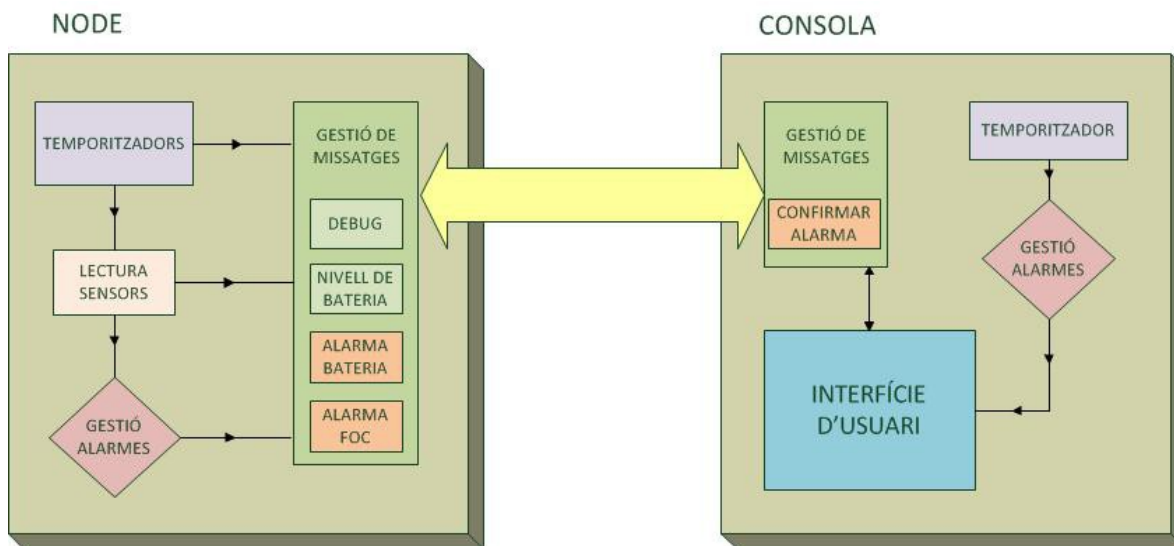 NODE
TEMPORITZADORS
LECTURA
SENSORS
GESTIÓ
ALARMES
GESTIÓ DE
MISSATGES
DEBUG
NIVELL DE
BATERIA
ALARMA
BATERIA
ALARMA
FOC
CONSOLA
GESTIÓ DE
MISSATGES
CONFIRMAR
ALARMA
TEMPORITZADOR
GESTIÓ
ALARMES
INTERFÍCIE
D'USUARI